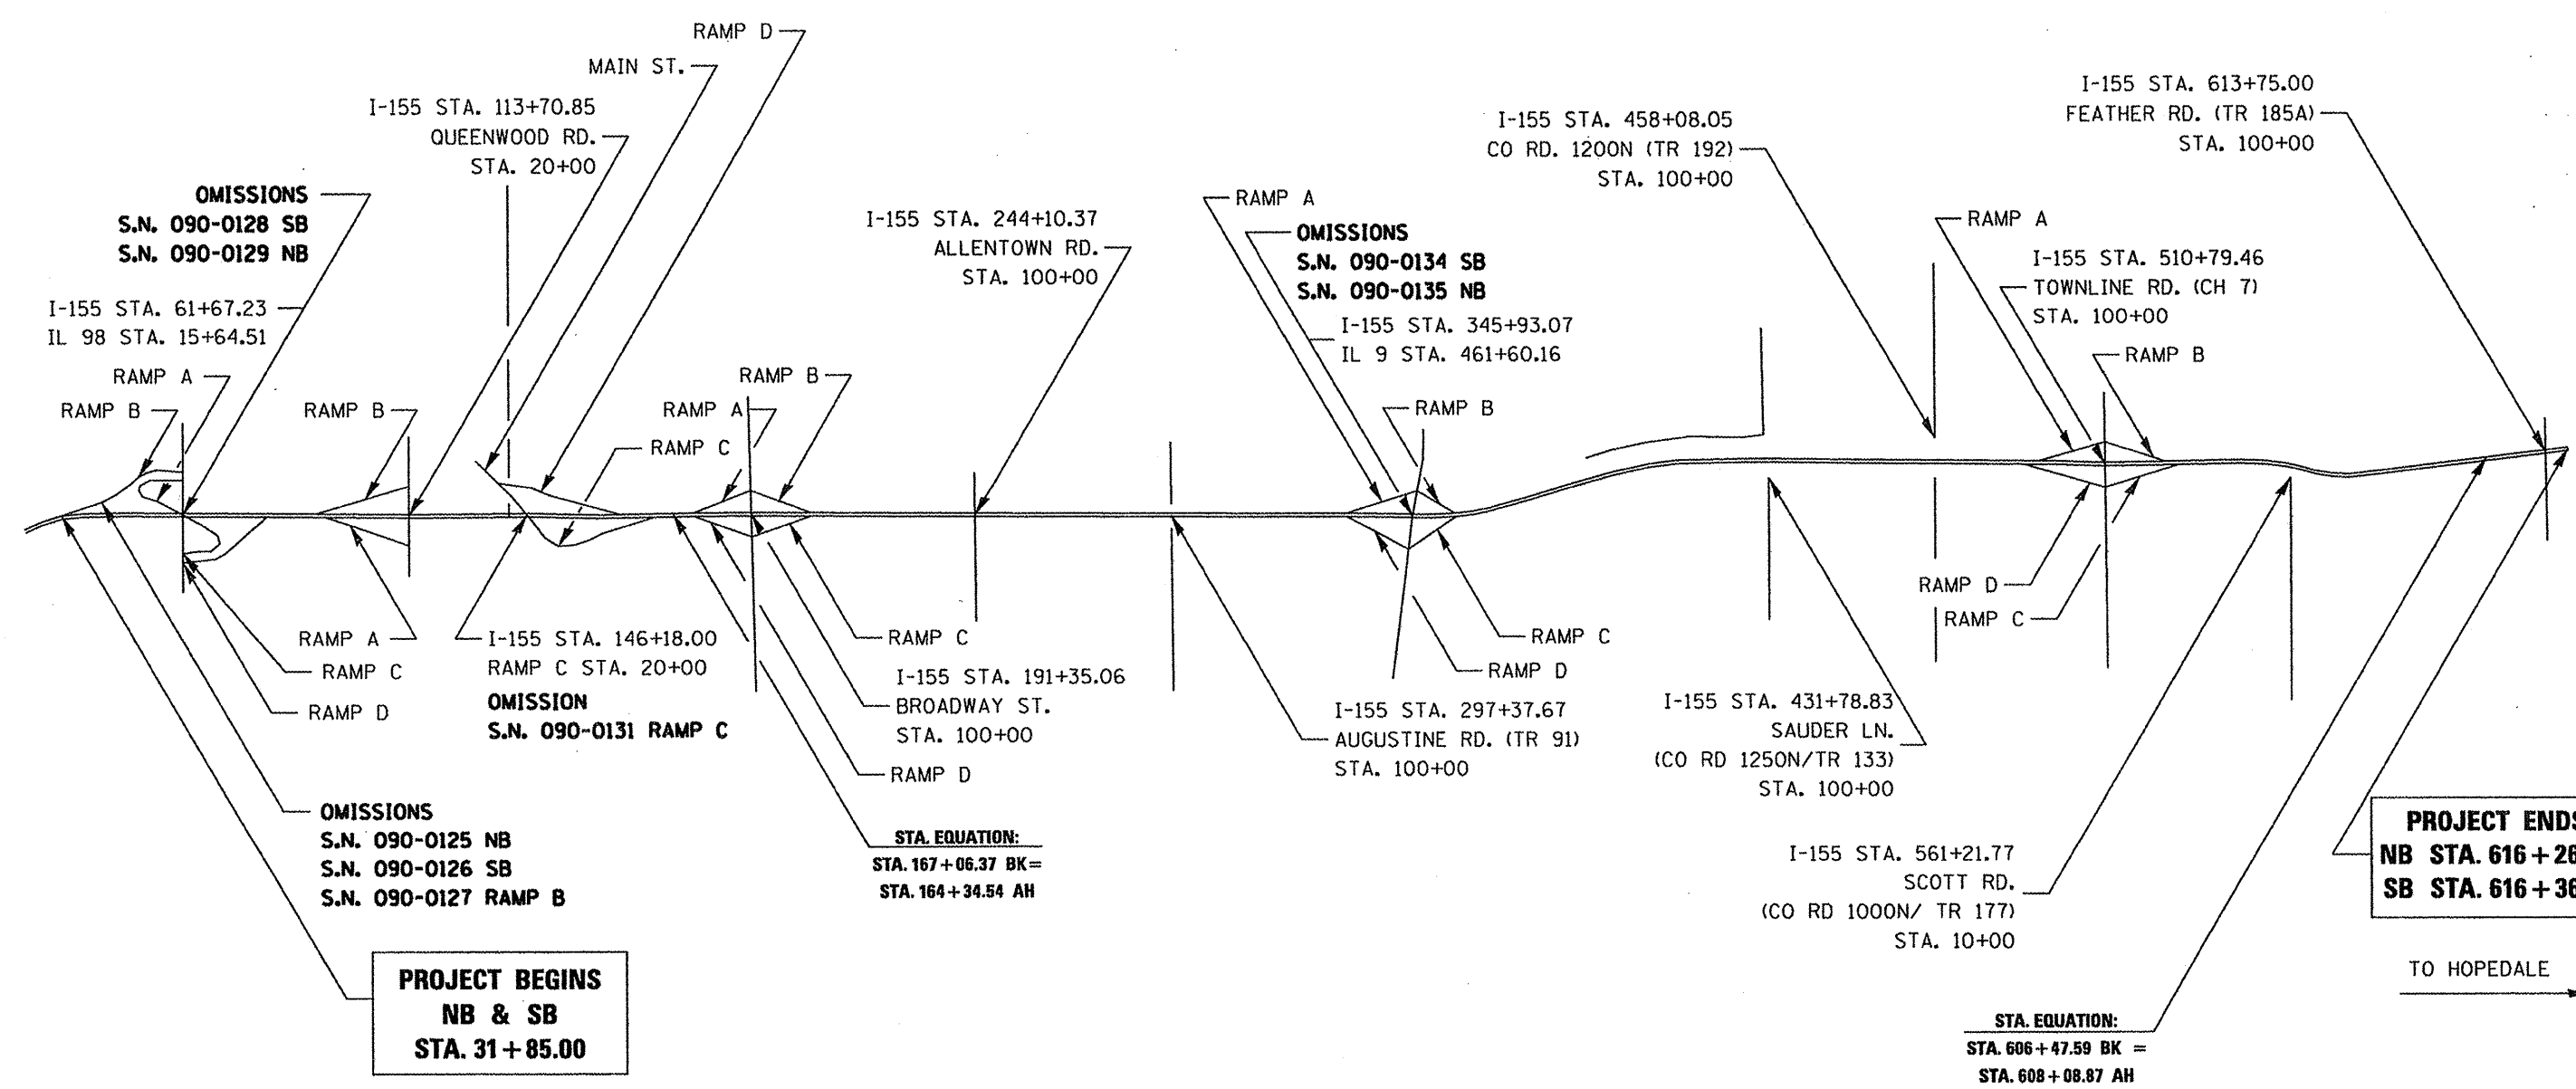 RAMP D
MAIN ST.
I-155 STA. 113+70.85
QUEENWOOD RD.
STA. 20+00
OMISSIONS
S.N. 090-0128 SB
S.N. 090-0129 NB
I-155 STA. 61+67.23
IL 98 STA. 15+64.51
RAMP A
RAMP B
RAMP B
RAMP A
RAMP C
RAMP D
I-155 STA. 146+18.00
RAMP C STA. 20+00
OMISSION
S.N. 090-0131 RAMP C
OMISSIONS
S.N. 090-0125 NB
S.N. 090-0126 SB
S.N. 090-0127 RAMP B
PROJECT BEGINS
NB & SB
STA. 31+85.00
RAMP B
RAMP A
RAMP C
RAMP C
I-155 STA. 191+35.06
BROADWAY ST.
STA. 100+00
RAMP D
STA. EQUATION:
STA. 167+06.37 BK=
STA. 164+34.54 AH
I-155 STA. 244+10.37
ALLENTOWN RD.
STA. 100+00
RAMP A
OMISSIONS
S.N. 090-0134 SB
S.N. 090-0135 NB
I-155 STA. 345+93.07
IL 9 STA. 461+60.16
RAMP B
RAMP C
RAMP D
I-155 STA. 297+37.67
AUGUSTINE RD. (TR 91)
STA. 100+00
I-155 STA. 458+08.05
CO RD. 1200N (TR 192)
STA. 100+00
I-155 STA. 431+78.83
SAUDER LN.
(CO RD 1250N/TR 133)
STA. 100+00
RAMP A
I-155 STA. 510+79.46
TOWNLINE RD. (CH 7)
STA. 100+00
RAMP B
RAMP D
RAMP C
I-155 STA. 613+75.00
FEATHER RD. (TR 185A)
STA. 100+00
I-155 STA. 561+21.77
SCOTT RD.
(CO RD 1000N/ TR 177)
STA. 10+00
STA. EQUATION:
STA. 606+47.59 BK =
STA. 608+08.87 AH
PROJECT ENDS
NB STA. 616+26
SB STA. 616+36
TO HOPEDALE